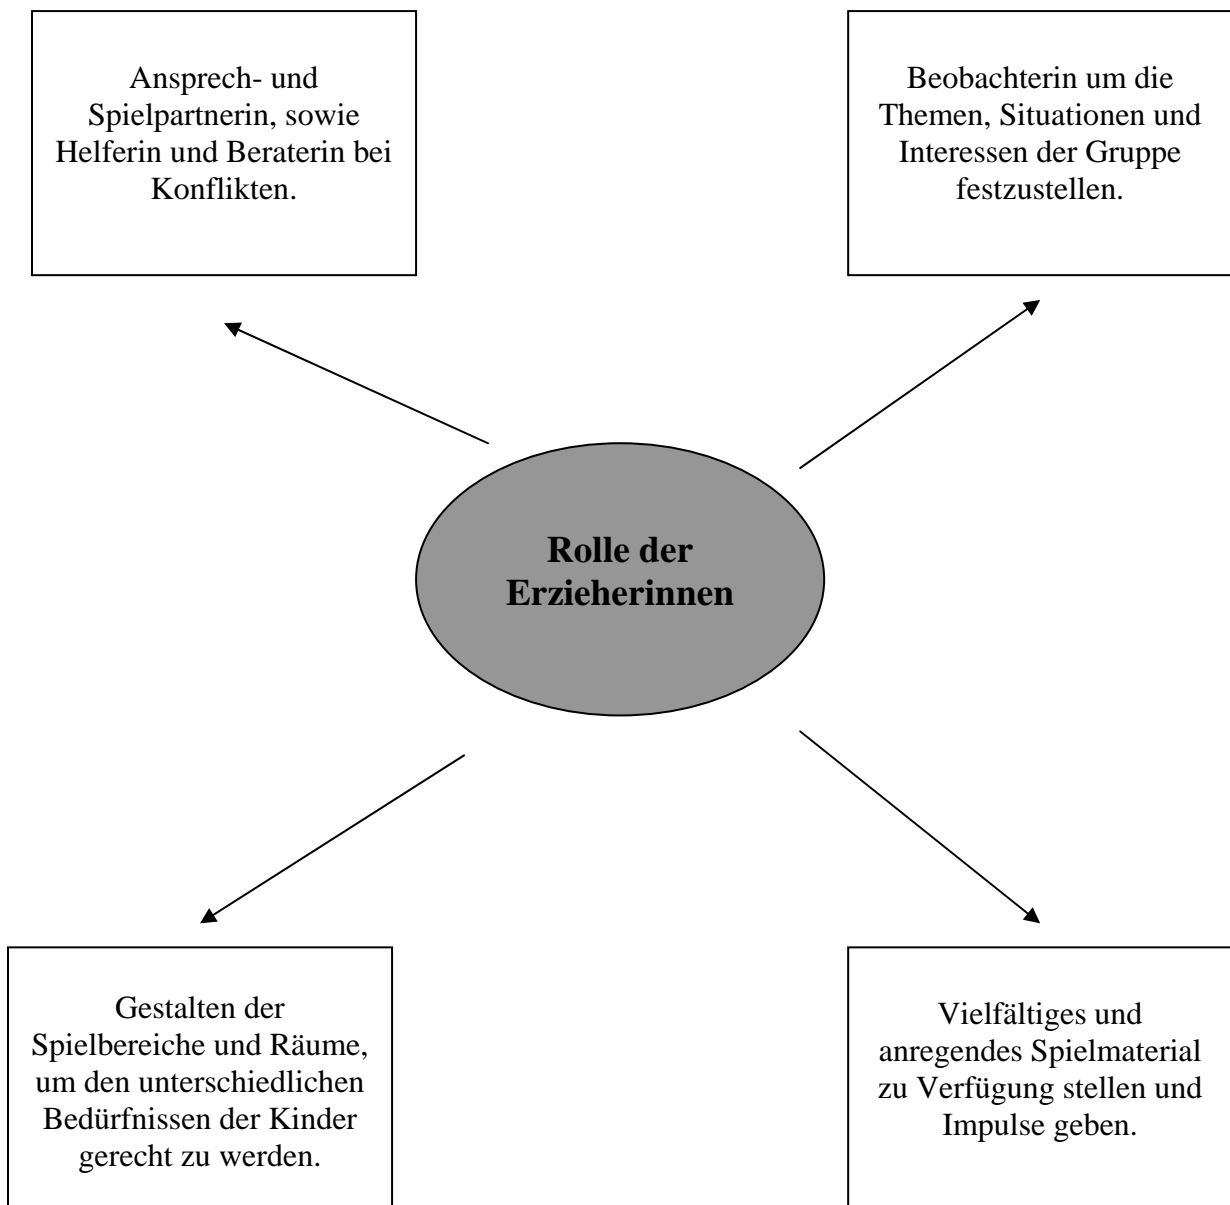 Ansprech- und
Spielpartnerin, sowie
Helferin und Beraterin bei
Konflikten.
Beobachterin um die
Themen, Situationen und
Interessen der Gruppe
festzustellen.
Rolle der
Erzieherinnen
Gestalten der
Spielbereiche und Räume,
um den unterschiedlichen
Bedürfnissen der Kinder
gerecht zu werden.
Vielfältiges und
anregendes Spielmaterial
zu Verfügung stellen und
Impulse geben.